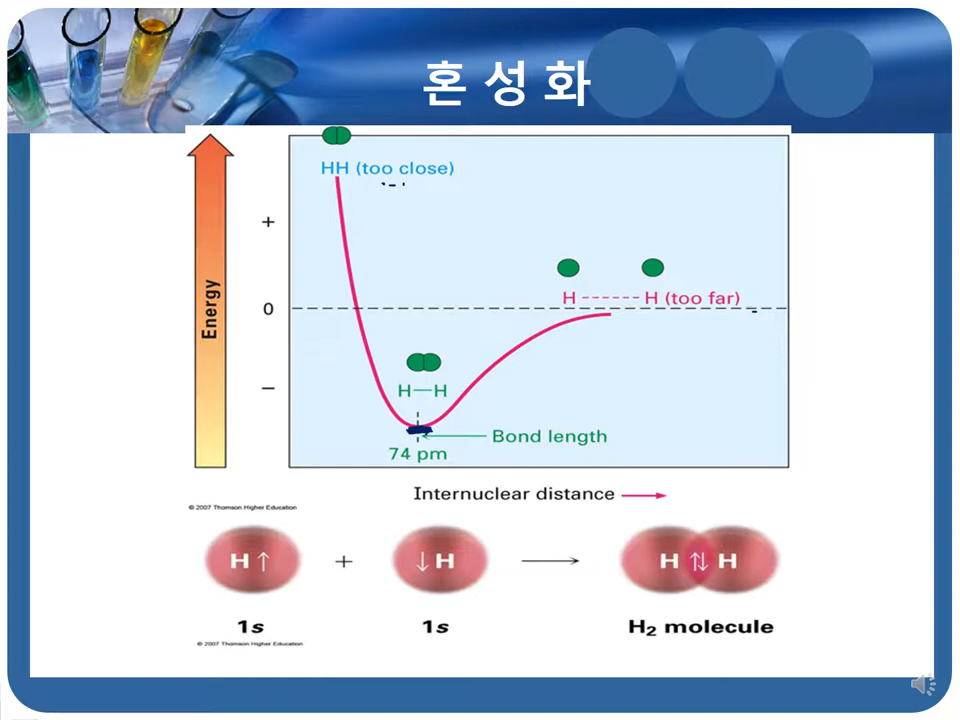 혼 성 화
HH (too close)
+
H ------ H (too far)
0
Energy
H—H
−
Bond length
74 pm
Internuclear distance
© 2007 Thomson Higher Education
H ↑ + ↓ H → H ⇅ H
1s 1s H₂ molecule
© 2007 Thomson Higher Education